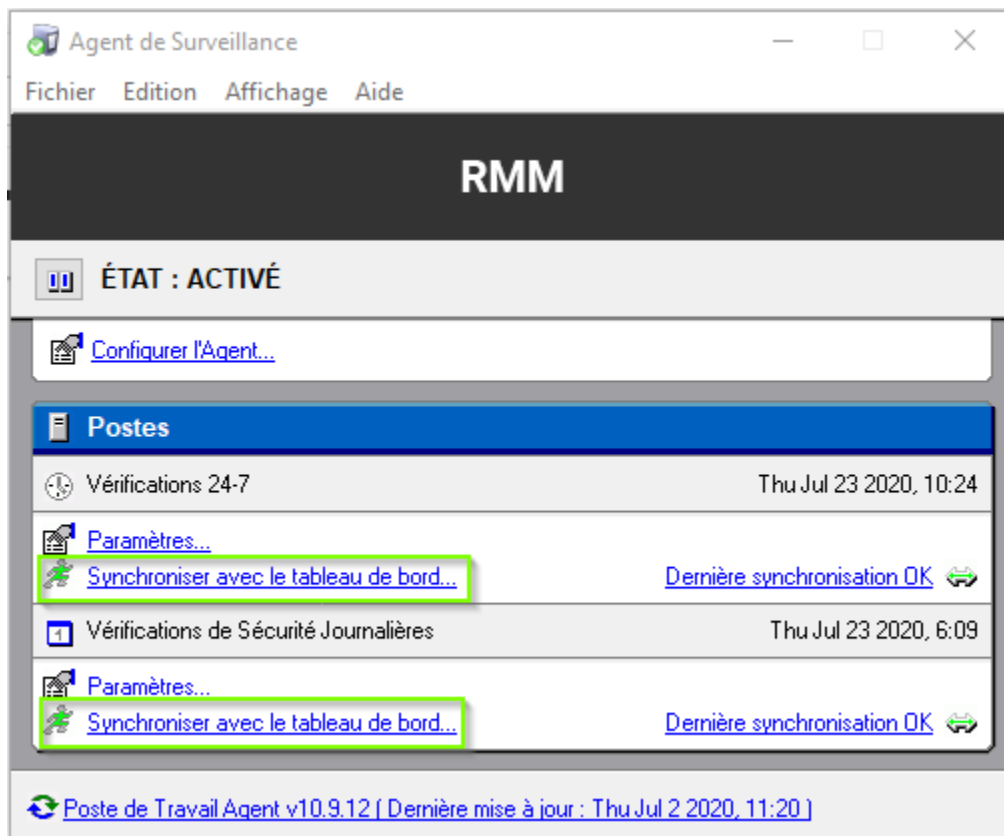 Agent de Surveillance
Fichier Edition Affichage Aide
RMM
ÉTAT : ACTIVÉ
Configurer l'Agent...
Postes
Vérifications 24-7 Thu Jul 23 2020, 10:24
Paramètres...
Synchroniser avec le tableau de bord... Dernière synchronisation OK
1 Vérifications de Sécurité Journalières Thu Jul 23 2020, 6:09
Paramètres...
Synchroniser avec le tableau de bord... Dernière synchronisation OK
Poste de Travail Agent v10.9.12 ( Dernière mise à jour : Thu Jul 2 2020, 11:20 )